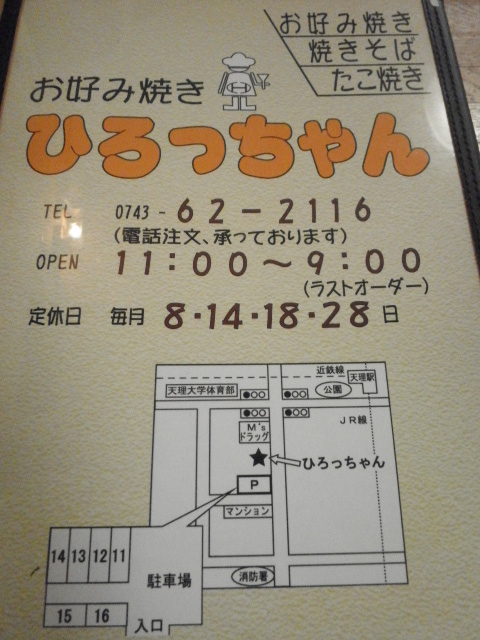 お好み焼き
焼きそば
たこ焼き
お好み焼き
ひろっちゃん
TEL 0743-62-2116
(電話注文、承っております)
OPEN 11:00～9:00
(ラストオーダー)
定休日 毎月 8・14・18・28日
近鉄線
天理駅
天理大学体育部
公園
●○○ ●○○
●○○ ●○○
JR線
M's
ドラッグ
★ ひろっちゃん
P
マンション
14 13 12 11
駐車場
消防署
15 16
入口